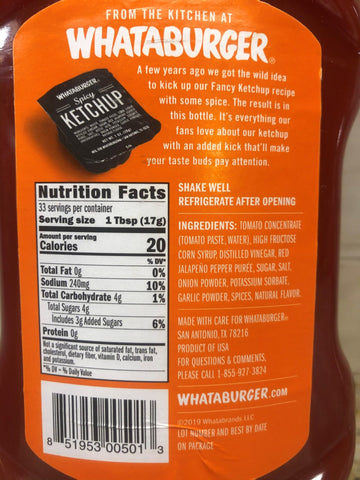 FROM THE KITCHEN AT
WHATABURGER®
A few years ago we got the wild idea
to kick up our Fancy Ketchup recipe
with some spice. The result is in
this bottle. It's everything our
fans love about our ketchup
with an added kick that'll make
your taste buds pay attention.
WHATABURGER
Spicy
KETCHUP
Nutrition Facts
33 servings per container
Serving size 1 Tbsp (17g)
Amount per serving
Calories 20
% DV*
Total Fat 0g 0%
Sodium 240mg 10%
Total Carbohydrate 4g 1%
Total Sugars 4g
Includes 3g Added Sugars 6%
Protein 0g
Not a significant source of saturated fat, trans fat,
cholesterol, dietary fiber, vitamin D, calcium, iron
and potassium.
*% DV = % Daily Value
8 51953 00501 3
SHAKE WELL
REFRIGERATE AFTER OPENING
INGREDIENTS: TOMATO CONCENTRATE
(TOMATO PASTE, WATER), HIGH FRUCTOSE
CORN SYRUP, DISTILLED VINEGAR, RED
JALAPEÑO PEPPER PUREE, SUGAR, SALT,
ONION POWDER, POTASSIUM SORBATE,
GARLIC POWDER, SPICES, NATURAL FLAVOR.
MADE WITH CARE FOR WHATABURGER®
SAN ANTONIO, TX 78216
PRODUCT OF USA
FOR QUESTIONS & COMMENTS,
PLEASE CALL 1-855-927-3824
WHATABURGER.COM
©2019 Whatabrands LLC
LOT NUMBER AND BEST BY DATE
ON PACKAGE